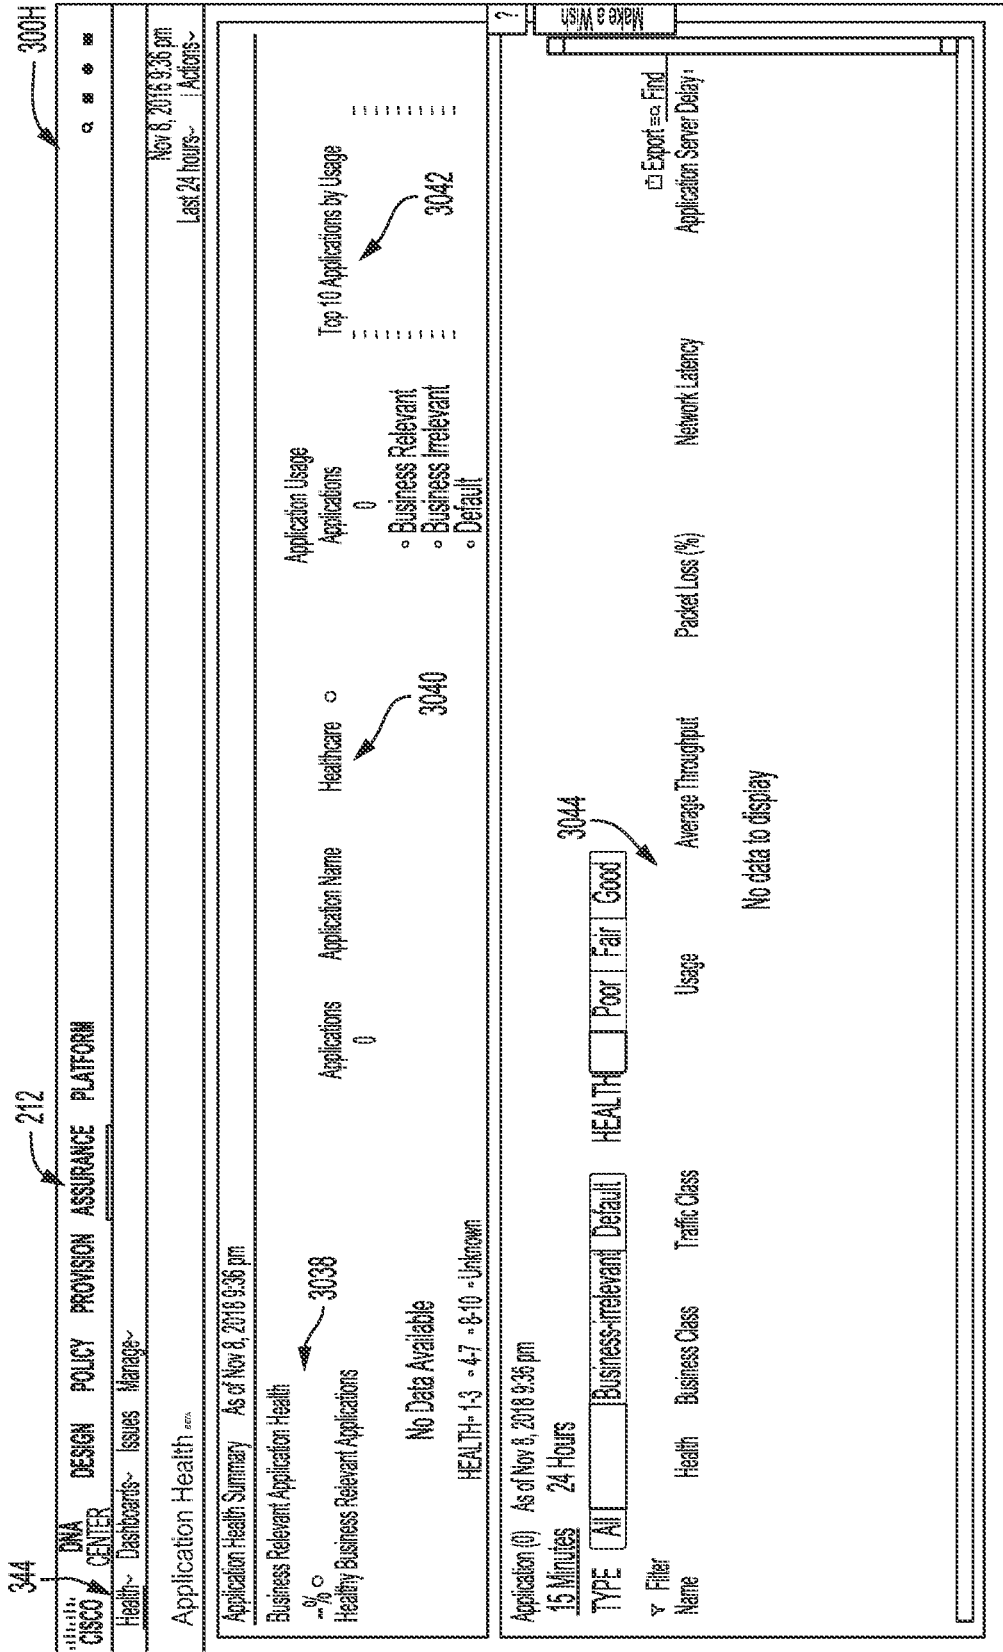 300H
344
212
CISCO DNA CENTER DESIGN POLICY PROVISION ASSURANCE PLATFORM
Health Dashboards Issues Manage
Nov 8, 2018 9:36 pm
Application Health
Last 24 hours | Actions
Application Health Summary As of Nov 8, 2018 9:36 pm
Business Relevant Application Health
3038
--%
Healthy Business Relevant Applications
No Data Available
HEALTH 1-3 4-7 8-10 Unknown
Applications
0
Application Name
Healthcare
3040
Application Usage
Applications
0
Business Relevant
Business Irrelevant
Default
Top 10 Applications by Usage
3042
?
Make a Wish
Application (0) As of Nov 8, 2018 9:36 pm
15 Minutes 24 Hours
TYPE All Business-irrelevant Default HEALTH Poor Fair Good
3044
Filter
Export Find
Name Health Business Class Traffic Class Usage Average Throughput Packet Loss (%) Network Latency Application Server Delay
No data to display